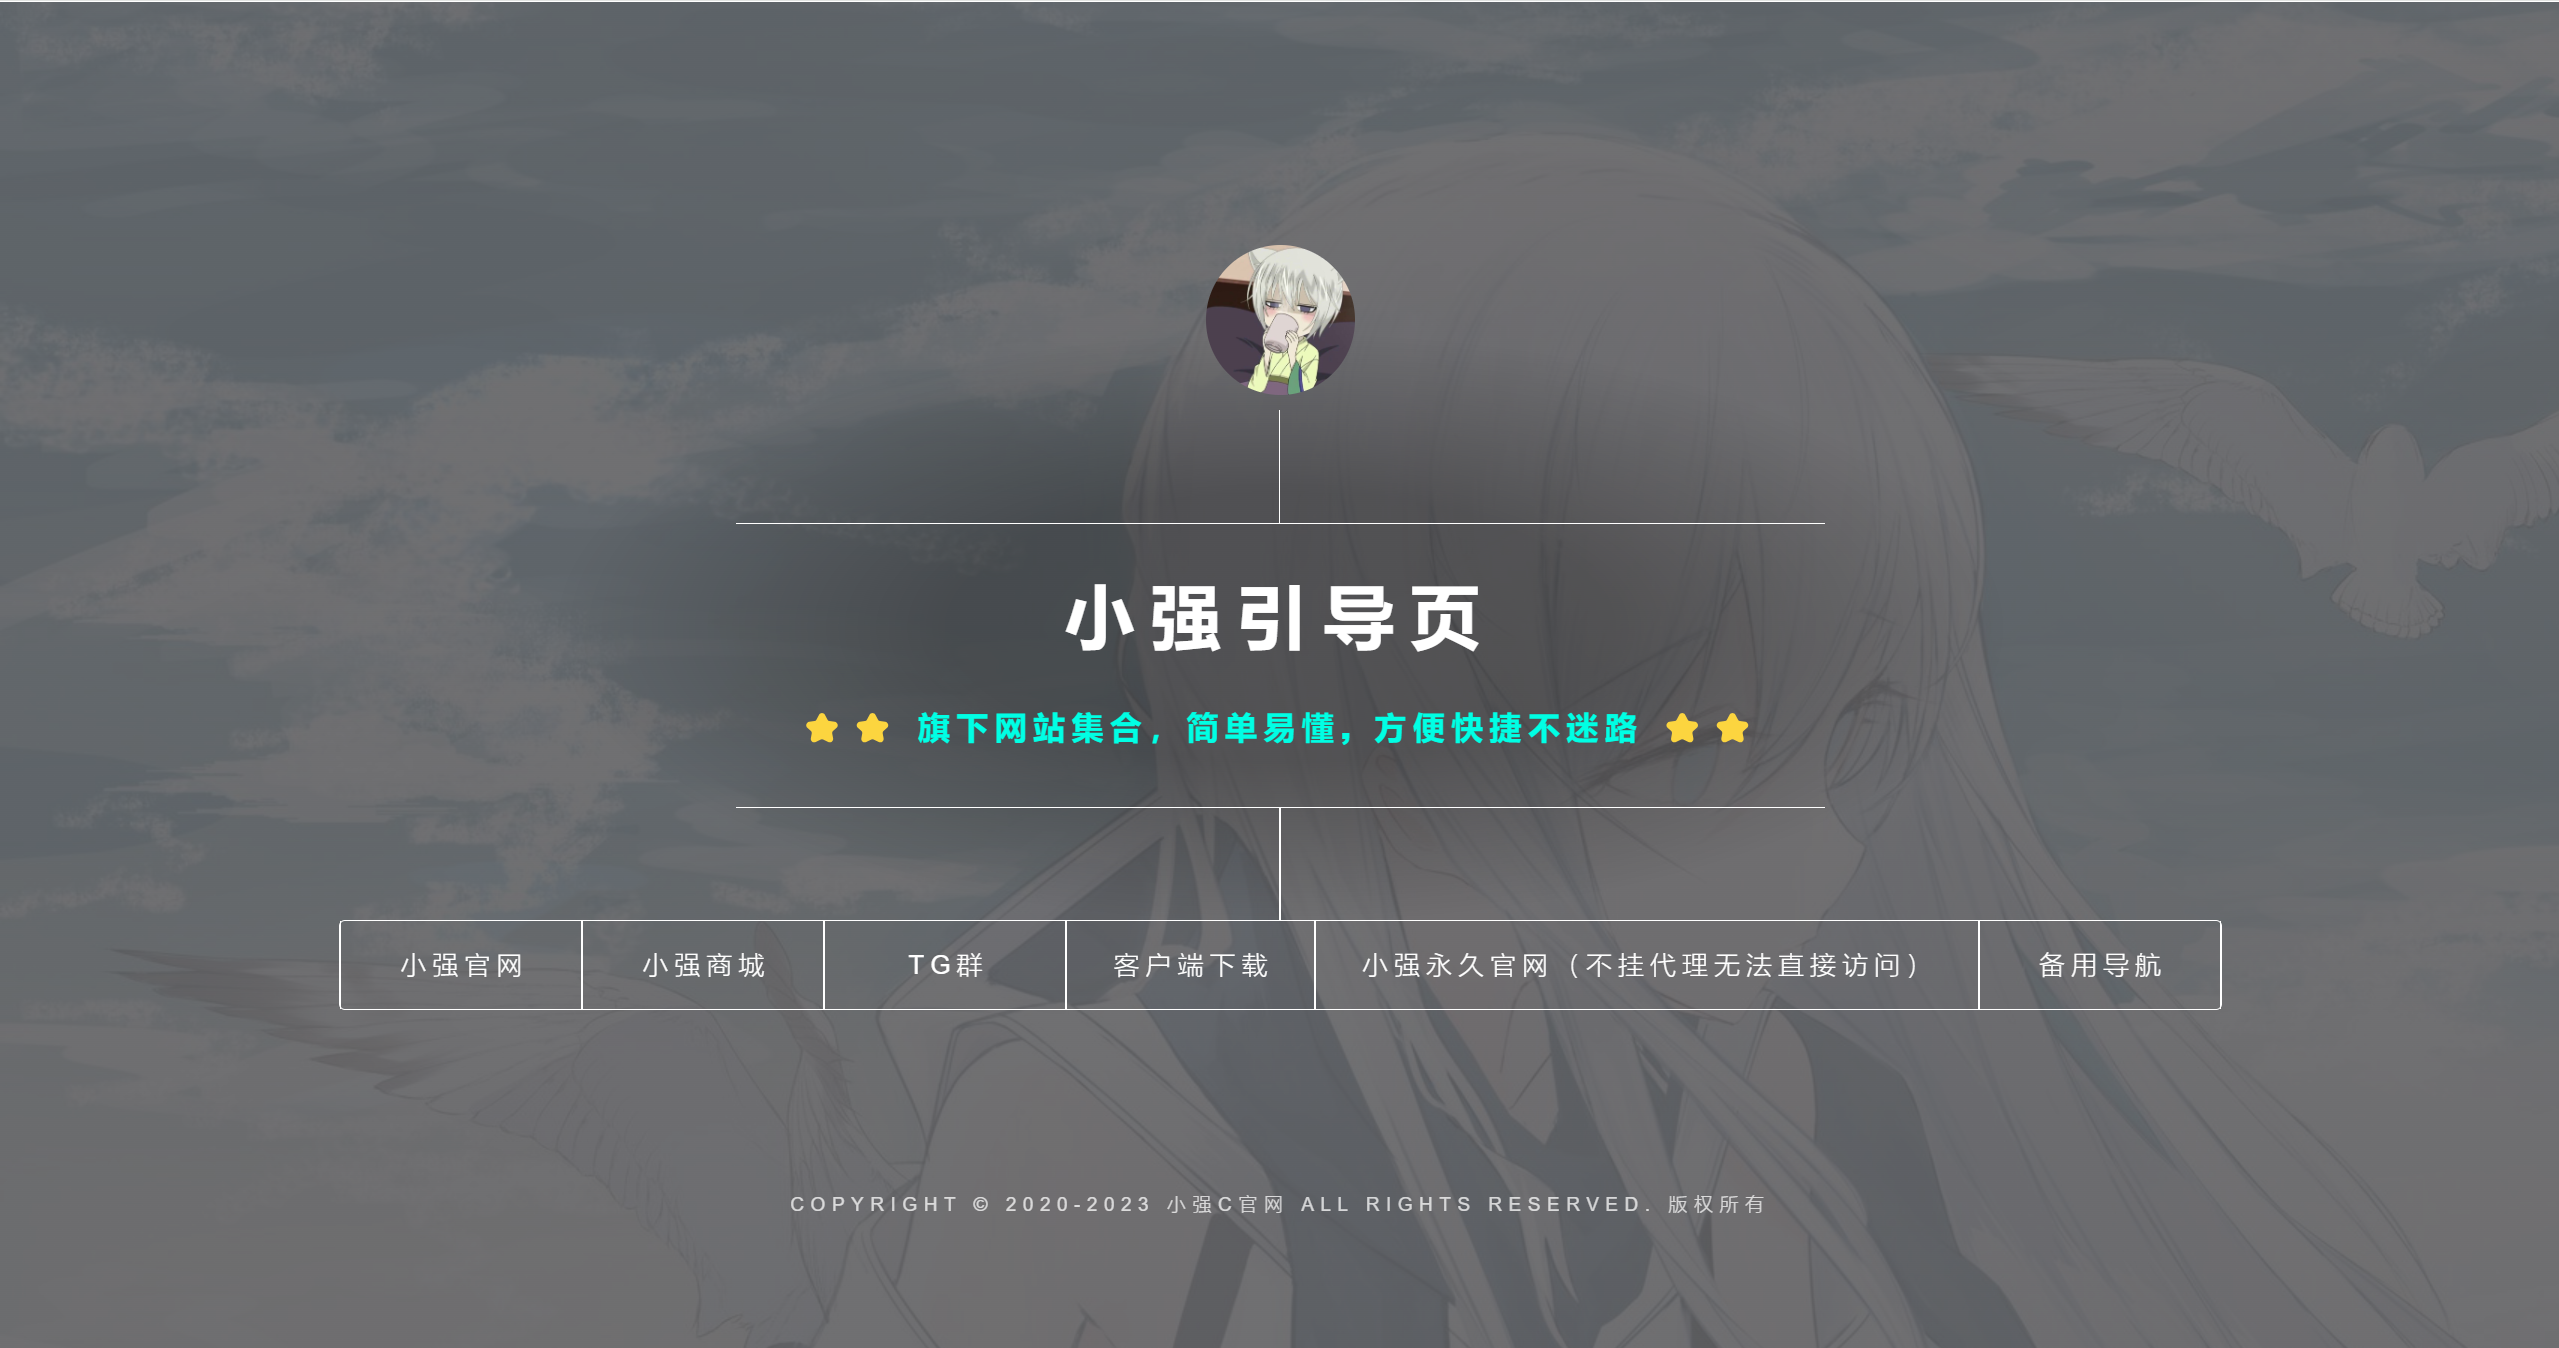 小强引导页
旗下网站集合，简单易懂，方便快捷不迷路
小强官网
小强商城
TG群
客户端下载
小强永久官网（不挂代理无法直接访问）
备用导航
COPYRIGHT © 2020-2023 小强C官网 ALL RIGHTS RESERVED. 版权所有